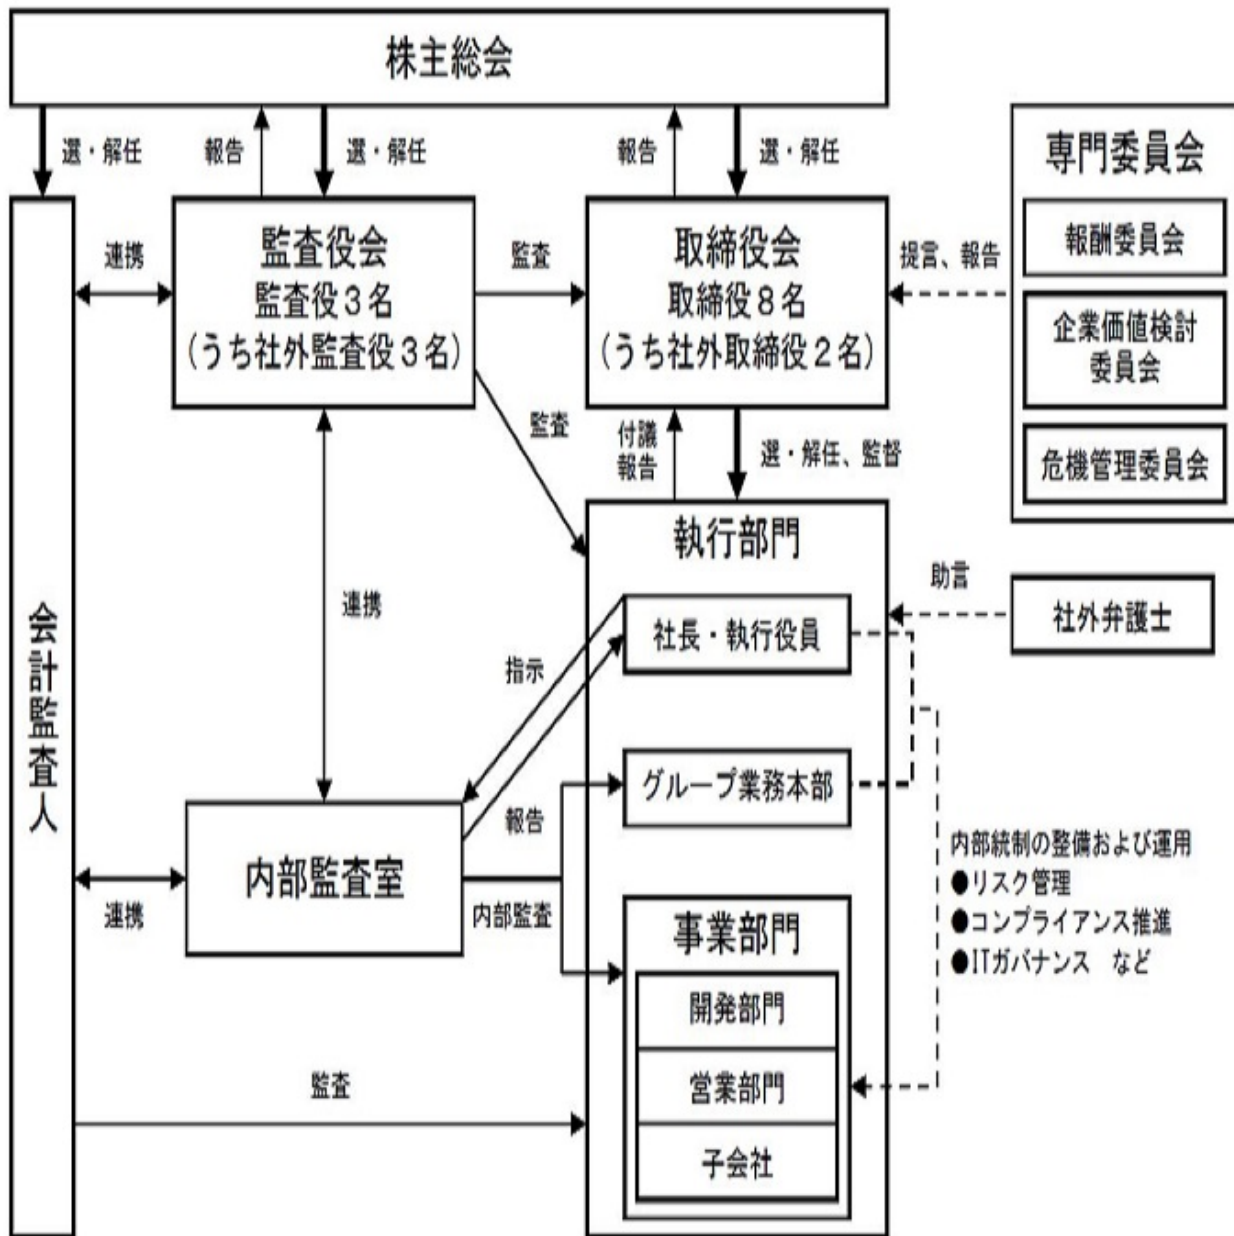 株主総会
選・解任
報告
選・解任
報告
選・解任
専門委員会
報酬委員会
企業価値検討
委員会
危機管理委員会
連携
監査役会
監査役3名
(うち社外監査役3名)
監査
取締役会
取締役8名
(うち社外取締役2名)
提言、報告
監査
付議
報告
選・解任、監督
執行部門
社長・執行役員
助言
社外弁護士
会計監査人
連携
指示
報告
グループ業務本部
内部監査室
連携
内部監査
事業部門
開発部門
営業部門
子会社
内部統制の整備および運用
●リスク管理
●コンプライアンス推進
●ITガバナンス など
監査